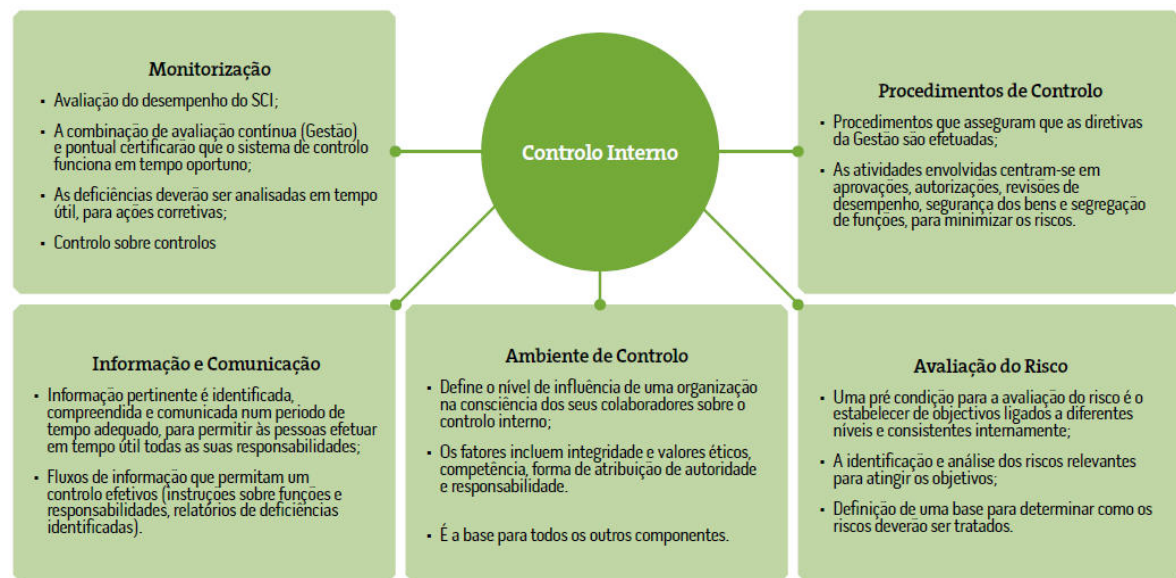 Monitorização
▪ Avaliação do desempenho do SCI;
▪ A combinação de avaliação contínua (Gestão)
e pontual certificarão que o sistema de controlo
funciona em tempo oportuno;
▪ As deficiências deverão ser analisadas em tempo
útil, para ações corretivas;
▪ Controlo sobre controlos
Controlo Interno
Procedimentos de Controlo
▪ Procedimentos que asseguram que as diretivas
da Gestão são efetuadas;
▪ As atividades envolvidas centram-se em
aprovações, autorizações, revisões de
desempenho, segurança dos bens e segregação
de funções, para minimizar os riscos.
Informação e Comunicação
▪ Informação pertinente é identificada,
compreendida e comunicada num periodo de
tempo adequado, para permitir às pessoas efetuar
em tempo útil todas as suas responsabilidades;
▪ Fluxos de informação que permitam um
controlo efetivos (instruções sobre funções e
responsabilidades, relatórios de deficiências
identificadas).
Ambiente de Controlo
▪ Define o nível de influência de uma organização
na consciência dos seus colaboradores sobre o
controlo interno;
▪ Os fatores incluem integridade e valores éticos,
competência, forma de atribuição de autoridade
e responsabilidade.
▪ É a base para todos os outros componentes.
Avaliação do Risco
▪ Uma pré condição para a avaliação do risco é o
estabelecer de objectivos ligados a diferentes
níveis e consistentes internamente;
▪ A identificação e análise dos riscos relevantes
para atingir os objetivos;
▪ Definição de uma base para determinar como os
riscos deverão ser tratados.